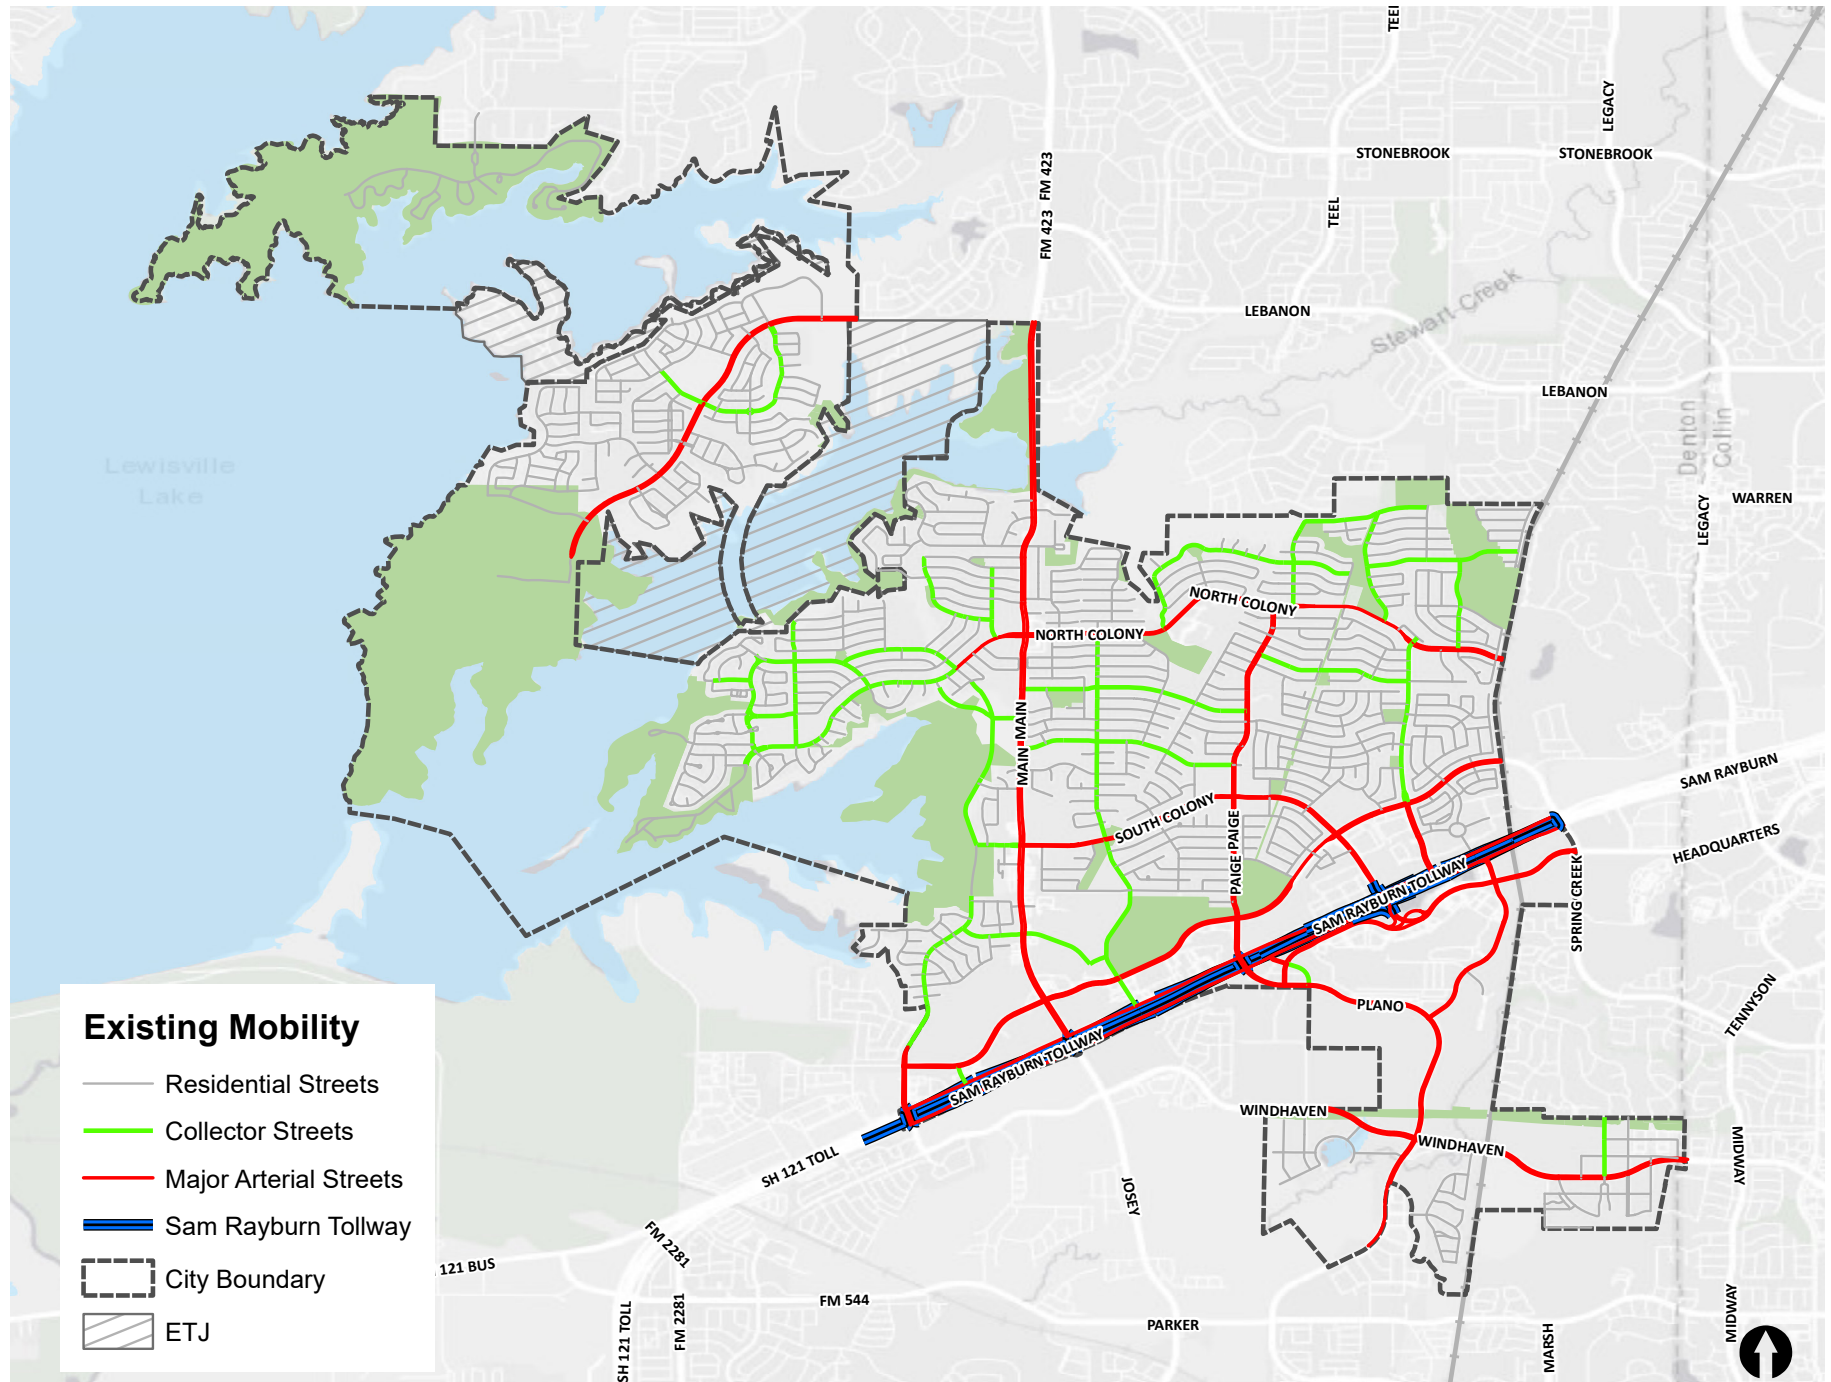 TEEL
LEGACY
STONEBROOK
STONEBROOK
FM 423
FM 423
TEEL
LEBANON
Stewart Creek
LEBANON
Denton
Collin
Lewisville
Lake
LEGACY
WARREN
NORTH COLONY
NORTH COLONY
MAIN
MAIN
SOUTH COLONY
PAIGE
PAIGE
SAM RAYBURN
HEADQUARTERS
SPRING CREEK
SAM RAYBURN TOLLWAY
SAM RAYBURN TOLLWAY
PLANO
TENNYSON
SAM RAYBURN TOLLWAY
WINDHAVEN
WINDHAVEN
MIDWAY
SH 121 TOLL
JOSEY
FM 2281
121 BUS
FM 544
FM 2281
SH 121 TOLL
PARKER
MARSH
MIDWAY
Existing Mobility
Residential Streets
Collector Streets
Major Arterial Streets
Sam Rayburn Tollway
City Boundary
ETJ